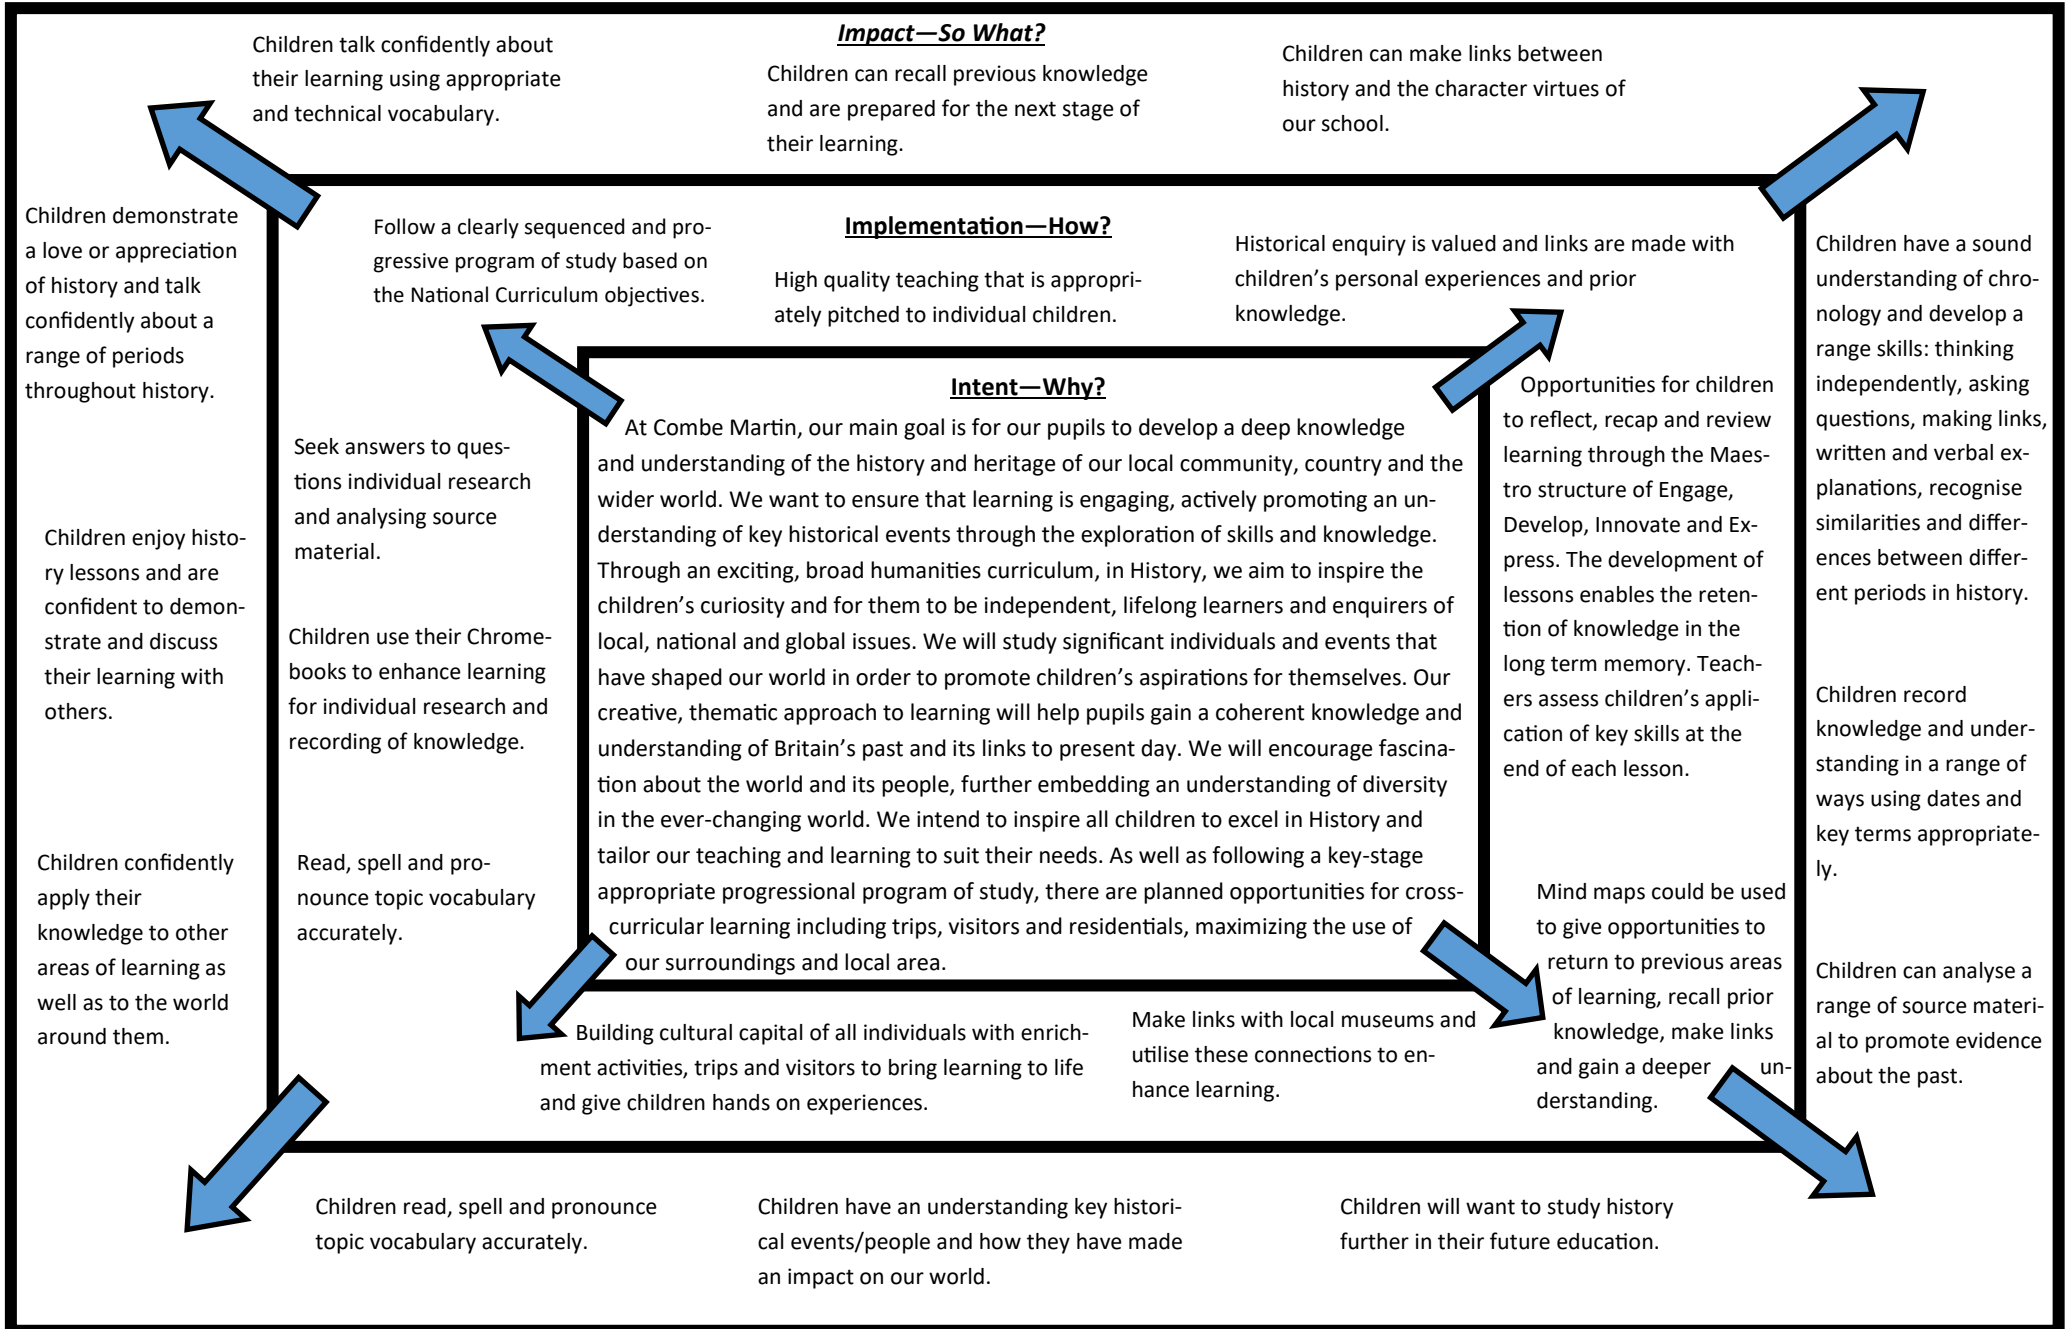 Impact—So What?
Children talk confidently about
their learning using appropriate
and technical vocabulary.
Children can recall previous knowledge
and are prepared for the next stage of
their learning.
Children can make links between
history and the character virtues of
our school.
Children demonstrate
a love or appreciation
of history and talk
confidently about a
range of periods
throughout history.
Children enjoy histo-
ry lessons and are
confident to demon-
strate and discuss
their learning with
others.
Children confidently
apply their
knowledge to other
areas of learning as
well as to the world
around them.
Implementation—How?
Follow a clearly sequenced and pro-
gressive program of study based on
the National Curriculum objectives.
High quality teaching that is appropri-
ately pitched to individual children.
Historical enquiry is valued and links are made with
children’s personal experiences and prior
knowledge.
Seek answers to ques-
tions individual research
and analysing source
material.
Children use their Chrome-
books to enhance learning
for individual research and
recording of knowledge.
Read, spell and pro-
nounce topic vocabulary
accurately.
Intent—Why?
At Combe Martin, our main goal is for our pupils to develop a deep knowledge
and understanding of the history and heritage of our local community, country and the
wider world. We want to ensure that learning is engaging, actively promoting an un-
derstanding of key historical events through the exploration of skills and knowledge.
Through an exciting, broad humanities curriculum, in History, we aim to inspire the
children’s curiosity and for them to be independent, lifelong learners and enquirers of
local, national and global issues. We will study significant individuals and events that
have shaped our world in order to promote children’s aspirations for themselves. Our
creative, thematic approach to learning will help pupils gain a coherent knowledge and
understanding of Britain’s past and its links to present day. We will encourage fascina-
tion about the world and its people, further embedding an understanding of diversity
in the ever-changing world. We intend to inspire all children to excel in History and
tailor our teaching and learning to suit their needs. As well as following a key-stage
appropriate progressional program of study, there are planned opportunities for cross-
curricular learning including trips, visitors and residentials, maximizing the use of
our surroundings and local area.
Opportunities for children
to reflect, recap and review
learning through the Maes-
tro structure of Engage,
Develop, Innovate and Ex-
press. The development of
lessons enables the reten-
tion of knowledge in the
long term memory. Teach-
ers assess children’s appli-
cation of key skills at the
end of each lesson.
Mind maps could be used
to give opportunities to
return to previous areas
of learning, recall prior
knowledge, make links
and gain a deeper un-
derstanding.
Building cultural capital of all individuals with enrich-
ment activities, trips and visitors to bring learning to life
and give children hands on experiences.
Make links with local museums and
utilise these connections to en-
hance learning.
Children have a sound
understanding of chro-
nology and develop a
range skills: thinking
independently, asking
questions, making links,
written and verbal ex-
planations, recognise
similarities and differ-
ences between differ-
ent periods in history.
Children record
knowledge and under-
standing in a range of
ways using dates and
key terms appropriate-
ly.
Children can analyse a
range of source materi-
al to promote evidence
about the past.
Children read, spell and pronounce
topic vocabulary accurately.
Children have an understanding key histori-
cal events/people and how they have made
an impact on our world.
Children will want to study history
further in their future education.